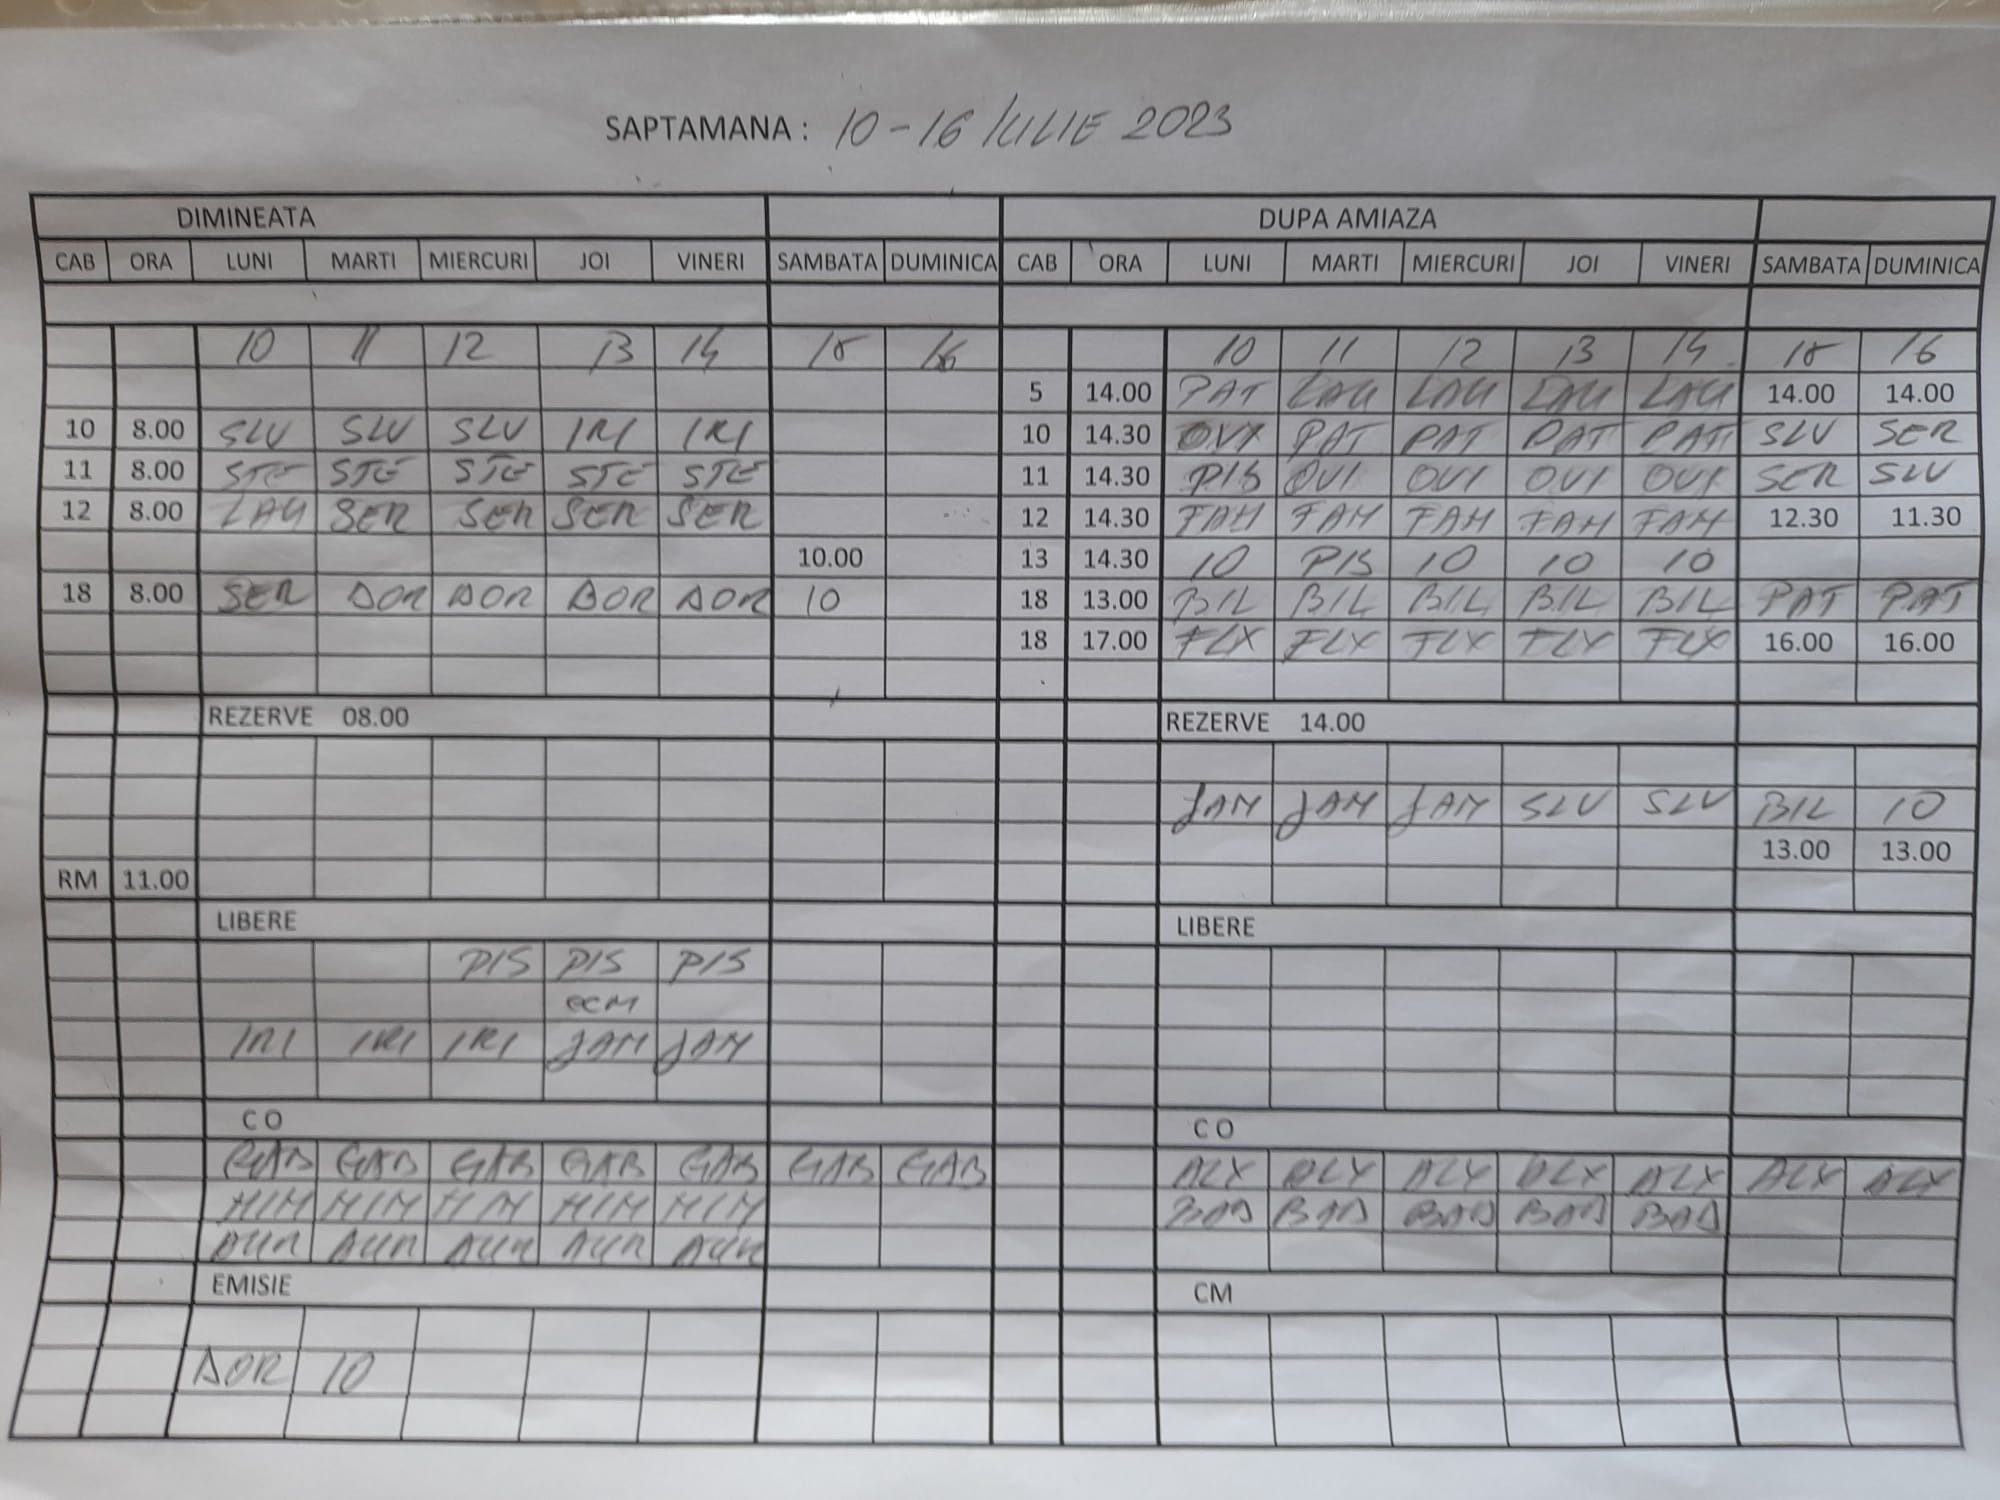 SAPTAMANA : 10-16 IULIE 2023
DIMINEATA DUPA AMIAZA
CAB ORA LUNI MARTI MIERCURI JOI VINERI SAMBATA DUMINICA CAB ORA LUNI MARTI MIERCURI JOI VINERI SAMBATA DUMINICA
10 11 12 13 14 15 16 10 11 12 13 14 15 16
5 14.00 PAT LAU LAU LAU LAU 14.00 14.00
10 8.00 SLV SLV SLV IRI IRI 10 14.30 OVI PAT PAT PAT PAT SLV SER
11 8.00 STE STE STE STE STE 11 14.30 PIS OVI OVI OVI OVI SER SLV
12 8.00 LAU SER SER SER SER 12 14.30 FAM FAM FAM FAM FAM 12.30 11.30
10.00 13 14.30 10 PIS 10 10 10
18 8.00 SER DOR DOR DOR DOR 10 18 13.00 BIL BIL BIL BIL BIL PAT PAT
18 17.00 FLX FLX FLX FLX FLX 16.00 16.00
REZERVE 08.00 REZERVE 14.00
JAM JAM JAM SLV SLV BIL 10
13.00 13.00
RM 11.00
LIBERE LIBERE
PIS PIS PIS
IRI IRI IRI JAM JAM
C O C O
GAB GAB GAB GAB GAB GAB GAB ALX ALX ALX ALX ALX ALX ALX
MIM MIM MIM MIM MIM BAD BAD BAD BAD BAD
AUR AUR AUR AUR AUR
EMISIE CM
DOR 10